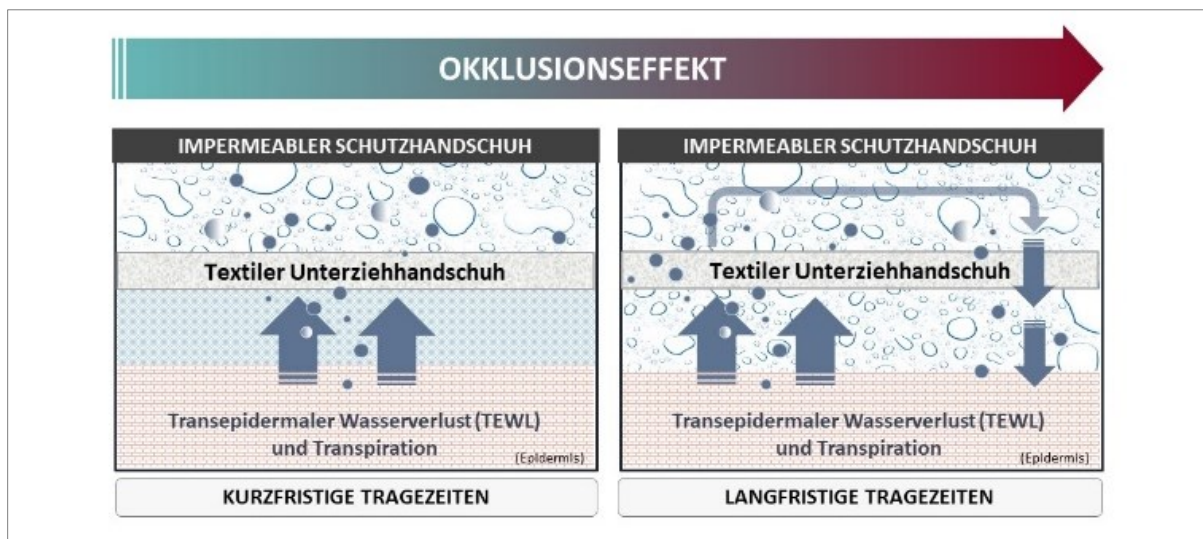 OKKLUSIONSEFFEKT
IMPERMEABLER SCHUTZHANDSCHUH
Textiler Unterziehhandschuh
Transepidermaler Wasserverlust (TEWL)
und Transpiration
(Epidermis)
KURZFRISTIGE TRAGEZEITEN
IMPERMEABLER SCHUTZHANDSCHUH
Textiler Unterziehhandschuh
Transepidermaler Wasserverlust (TEWL)
und Transpiration
(Epidermis)
LANGFRISTIGE TRAGEZEITEN